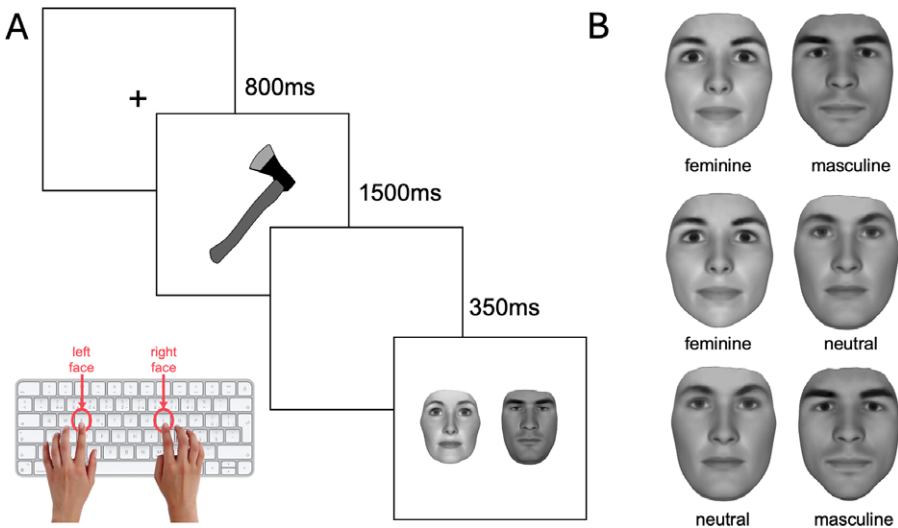 A
+
800ms
1500ms
350ms
left
face
right
face
B
feminine
masculine
feminine
neutral
neutral
masculine